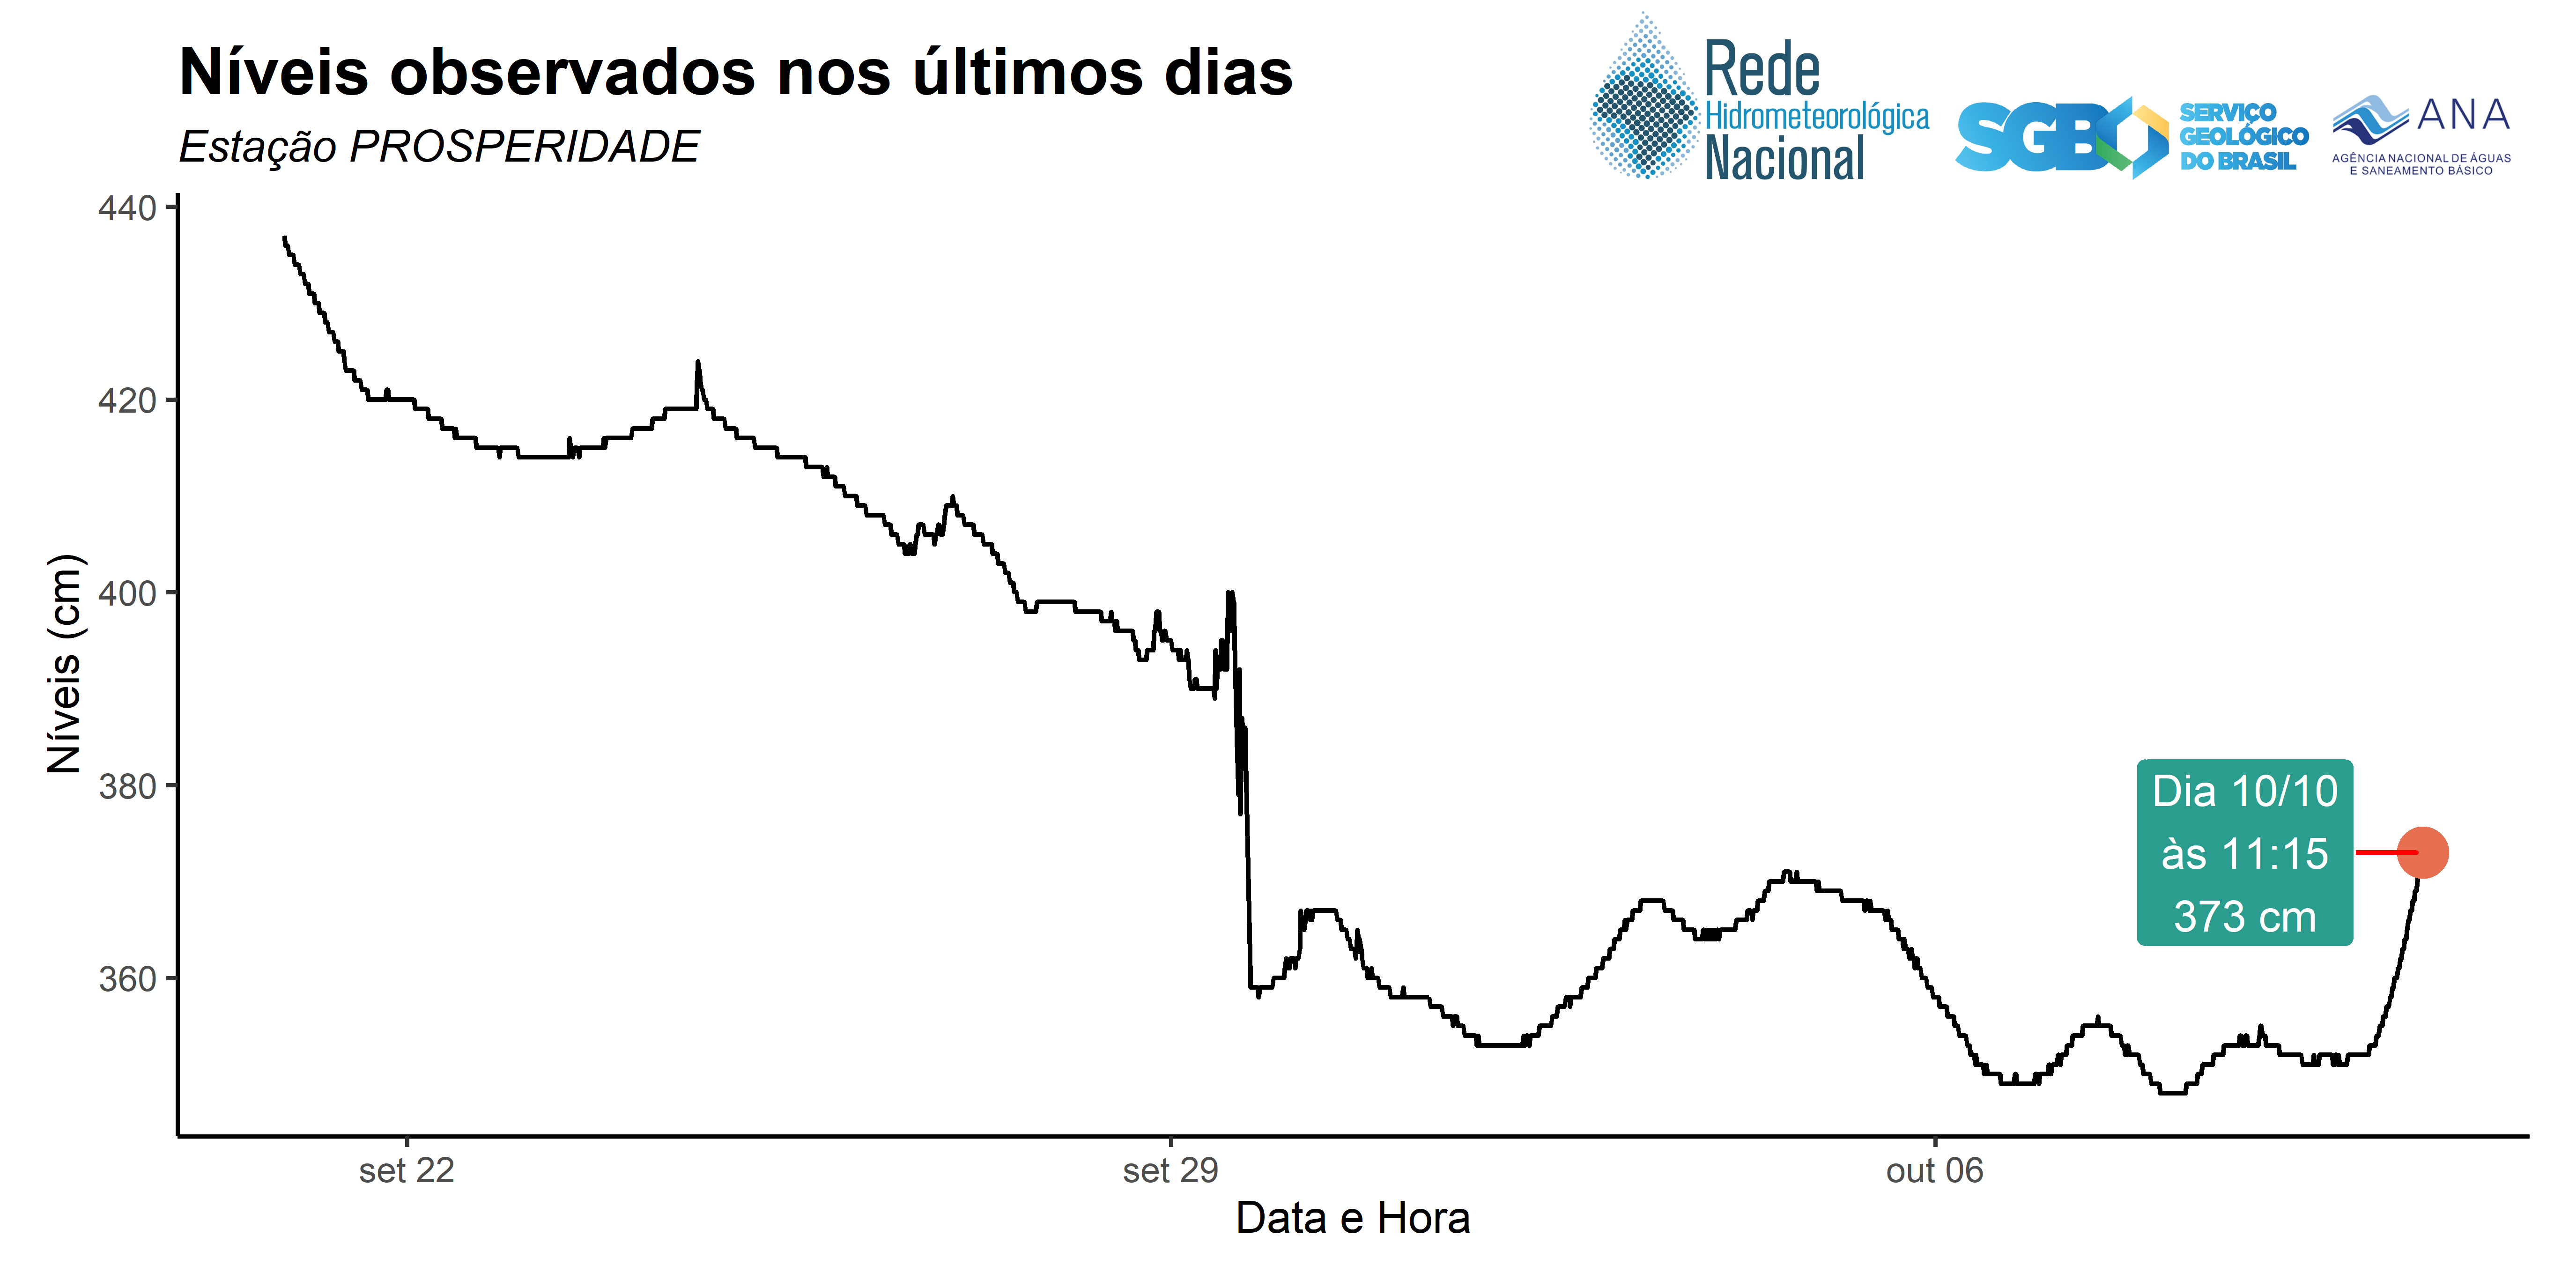 Níveis observados nos últimos dias
Estação PROSPERIDADE
Rede
Hidrometeorológica
Nacional
SGB
SERVIÇO
GEOLÓGICO
DO BRASIL
ANA
AGÊNCIA NACIONAL DE ÁGUAS
E SANEAMENTO BÁSICO
Níveis (cm)
440
420
400
380
360
Dia 10/10
às 11:15
373 cm
set 22
set 29
out 06
Data e Hora